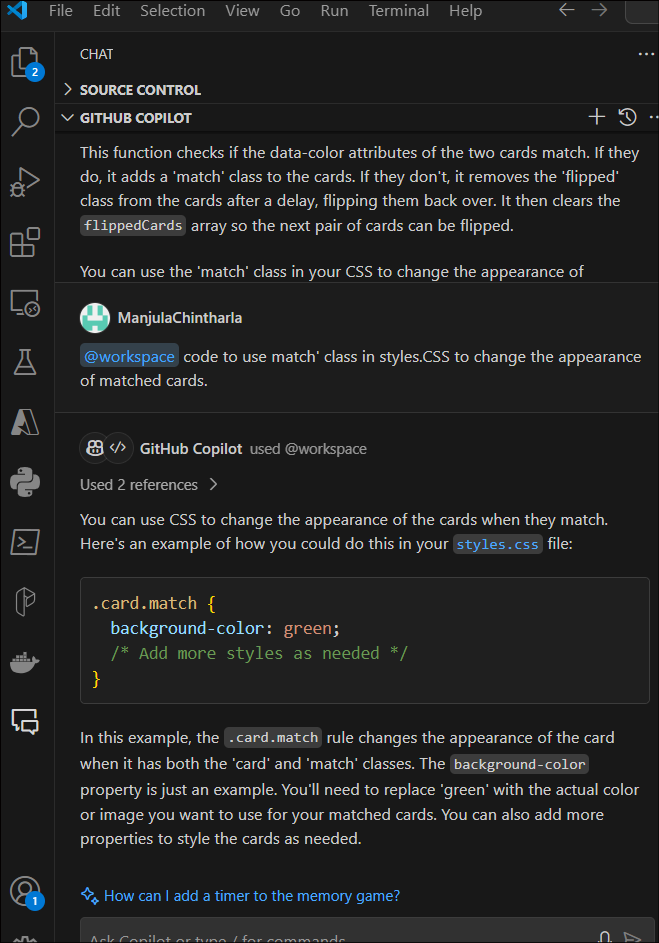 File Edit Selection View Go Run Terminal Help
2
CHAT
SOURCE CONTROL
GITHUB COPILOT
This function checks if the data-color attributes of the two cards match. If they
do, it adds a 'match' class to the cards. If they don't, it removes the 'flipped'
class from the cards after a delay, flipping them back over. It then clears the
flippedCards array so the next pair of cards can be flipped.
You can use the 'match' class in your CSS to change the appearance of
ManjulaChintharla
@workspace code to use match' class in styles.CSS to change the appearance
of matched cards.
GitHub Copilot used @workspace
Used 2 references
You can use CSS to change the appearance of the cards when they match.
Here's an example of how you could do this in your styles.css file:
.card.match {
background-color: green;
/* Add more styles as needed */
}
In this example, the .card.match rule changes the appearance of the card
when it has both the 'card' and 'match' classes. The background-color
property is just an example. You'll need to replace 'green' with the actual color
or image you want to use for your matched cards. You can also add more
properties to style the cards as needed.
1
How can I add a timer to the memory game?
Ask Copilot or type / for commands